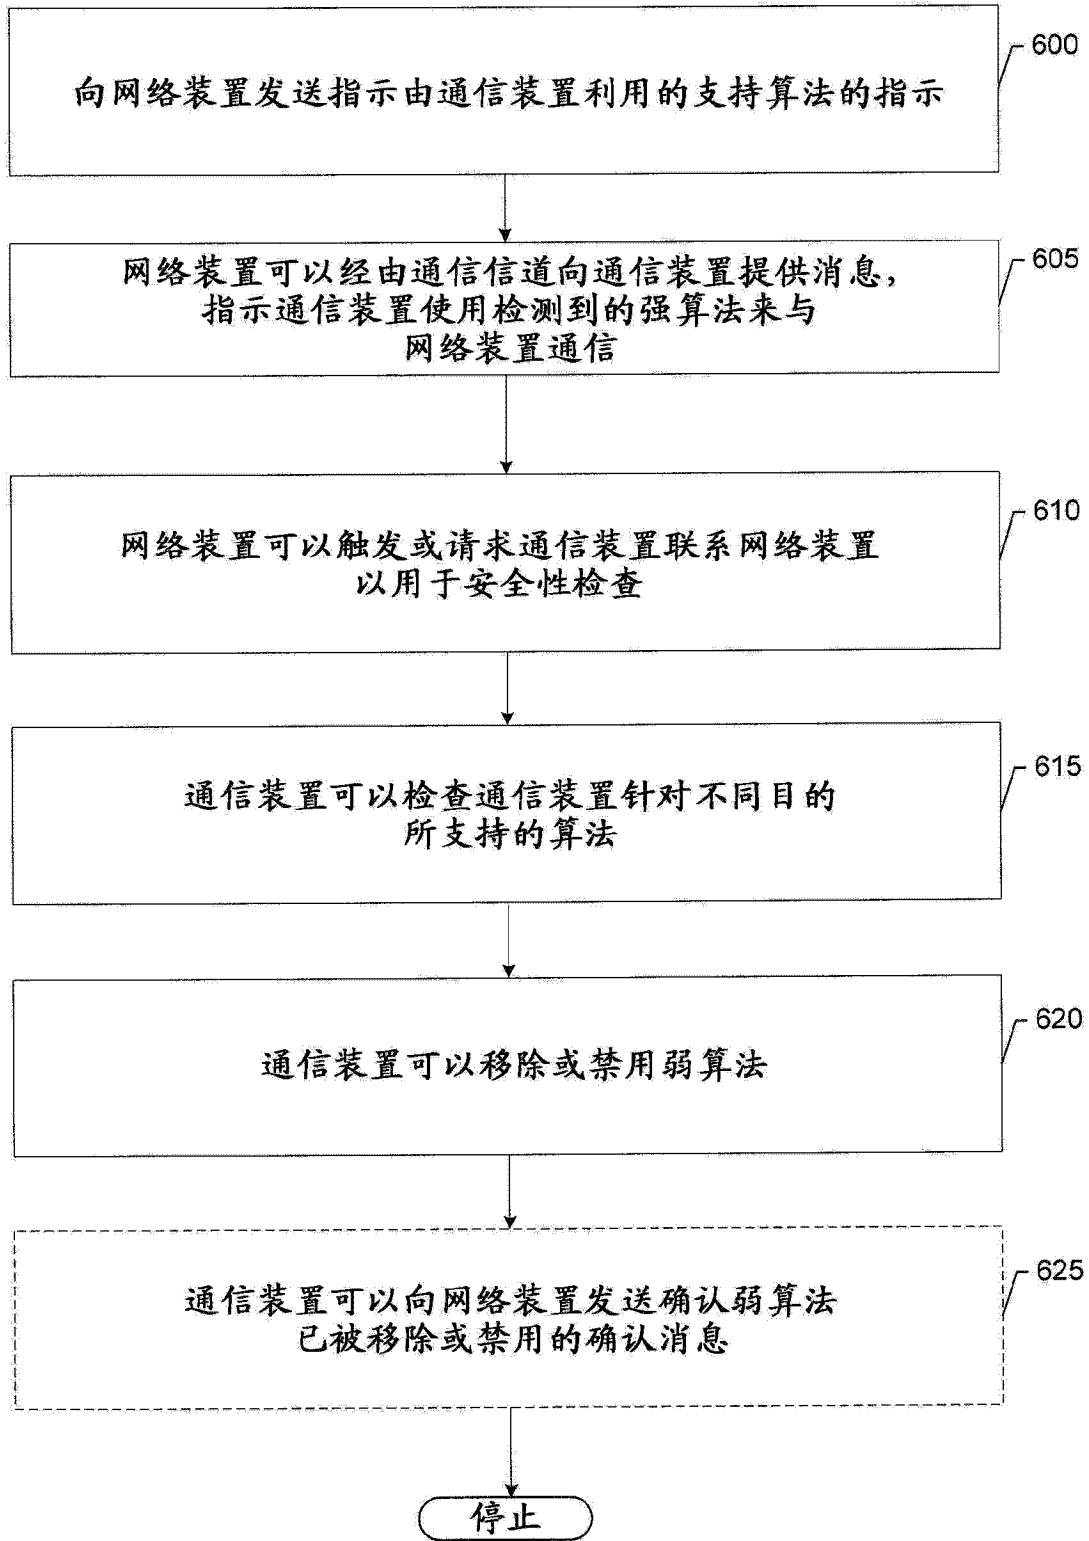 600
向网络装置发送指示由通信装置利用的支持算法的指示
605
网络装置可以经由通信信道向通信装置提供消息，
指示通信装置使用检测到的强算法来与
网络装置通信
610
网络装置可以触发或请求通信装置联系网络装置
以用于安全性检查
615
通信装置可以检查通信装置针对不同目的
所支持的算法
620
通信装置可以移除或禁用弱算法
625
通信装置可以向网络装置发送确认弱算法
已被移除或禁用的确认消息
停止